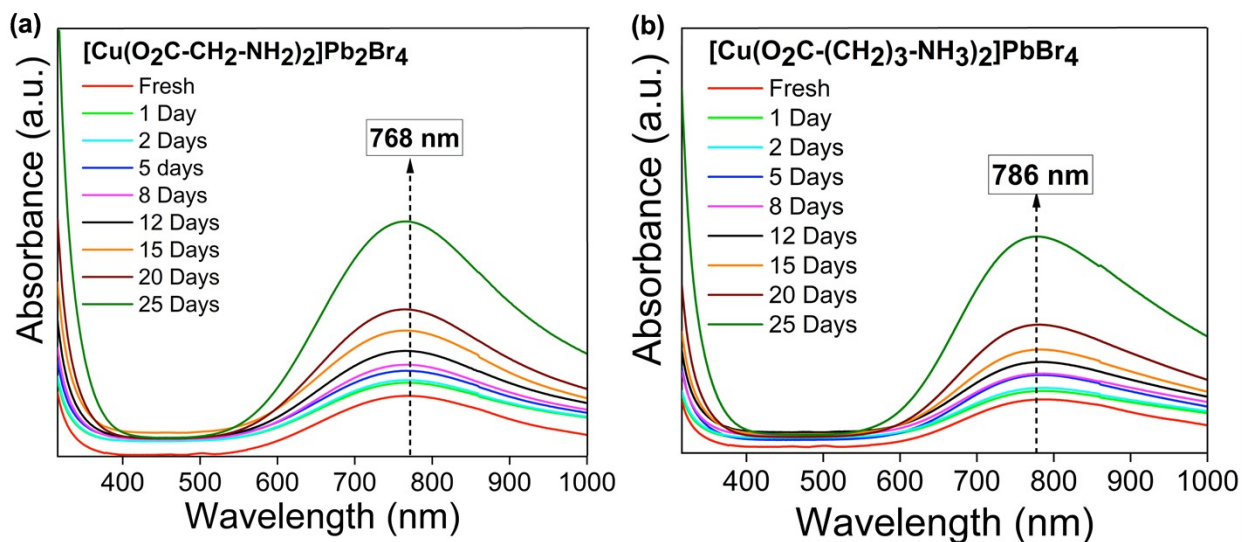 (a)
[Cu(O₂C-CH₂-NH₂)₂]Pb₂Br₄
Fresh
1 Day
2 Days
5 days
8 Days
12 Days
15 Days
20 Days
25 Days
768 nm
Absorbance (a.u.)
400 500 600 700 800 900 1000
Wavelength (nm)
(b)
[Cu(O₂C-(CH₂)₃-NH₃)₂]PbBr₄
Fresh
1 Day
2 Days
5 Days
8 Days
12 Days
15 Days
20 Days
25 Days
786 nm
Absorbance (a.u.)
400 500 600 700 800 900 1000
Wavelength (nm)